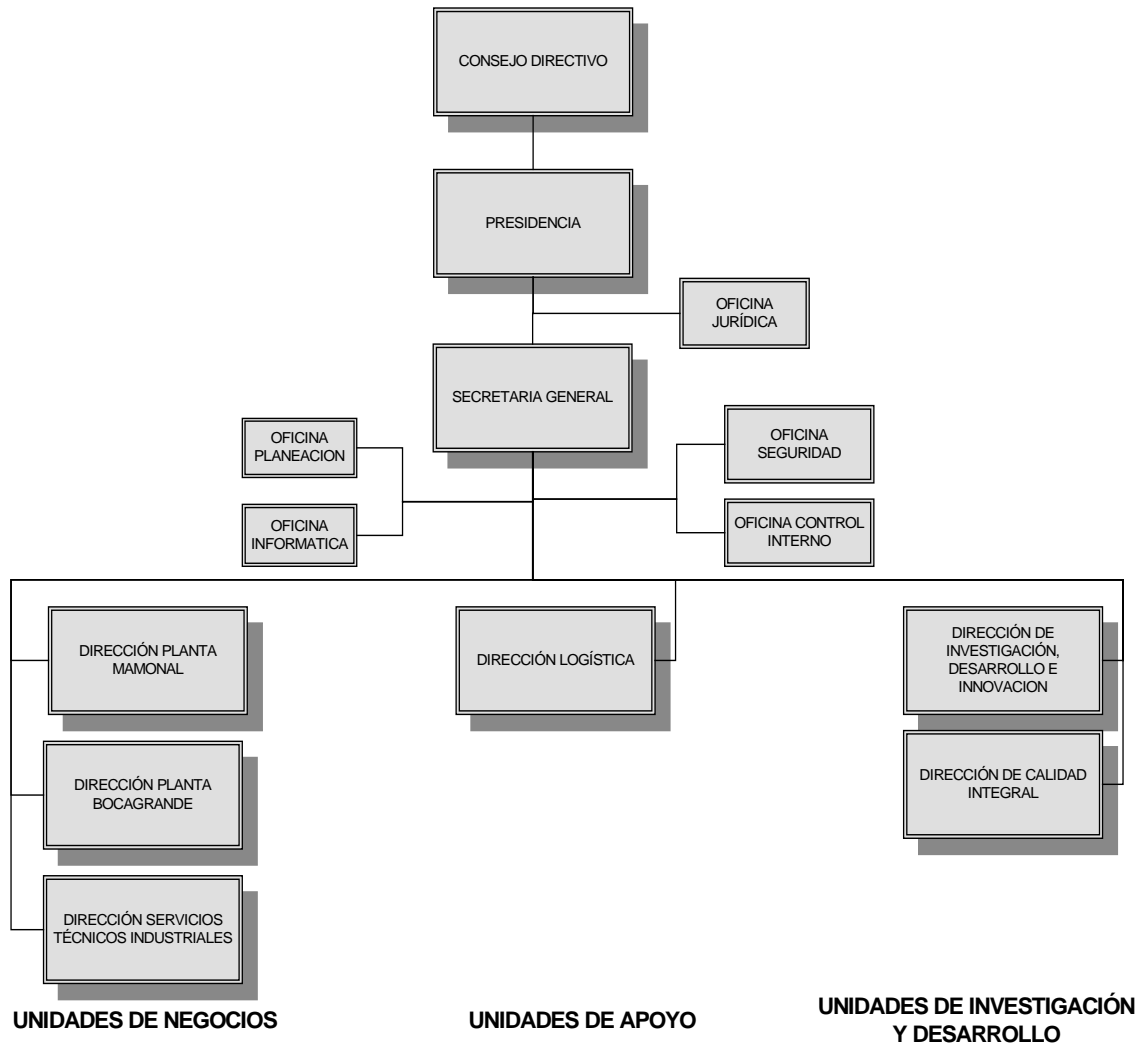 CONSEJO DIRECTIVO
PRESIDENCIA
OFICINA
JURÍDICA
SECRETARIA GENERAL
OFICINA
PLANEACION
OFICINA
SEGURIDAD
OFICINA
INFORMATICA
OFICINA CONTROL
INTERNO
DIRECCIÓN PLANTA
MAMONAL
DIRECCIÓN LOGÍSTICA
DIRECCIÓN DE
INVESTIGACIÓN,
DESARROLLO E
INNOVACION
DIRECCIÓN PLANTA
BOCAGRANDE
DIRECCIÓN DE CALIDAD
INTEGRAL
DIRECCIÓN SERVICIOS
TÉCNICOS INDUSTRIALES
UNIDADES DE NEGOCIOS
UNIDADES DE APOYO
UNIDADES DE INVESTIGACIÓN
Y DESARROLLO